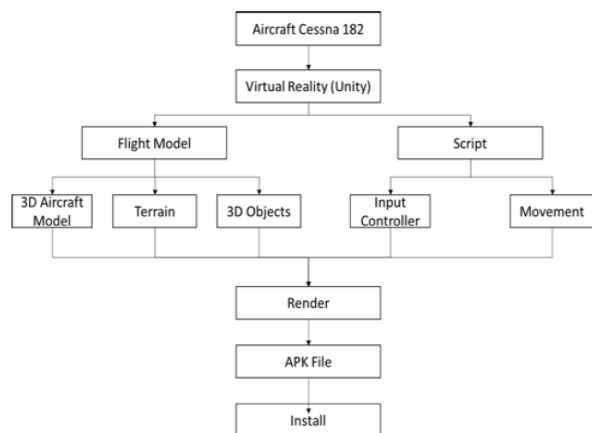 Aircraft Cessna 182
Virtual Reality (Unity)
Flight Model
Script
3D Aircraft
Model
Terrain
3D Objects
Input
Controller
Movement
Render
APK File
Install